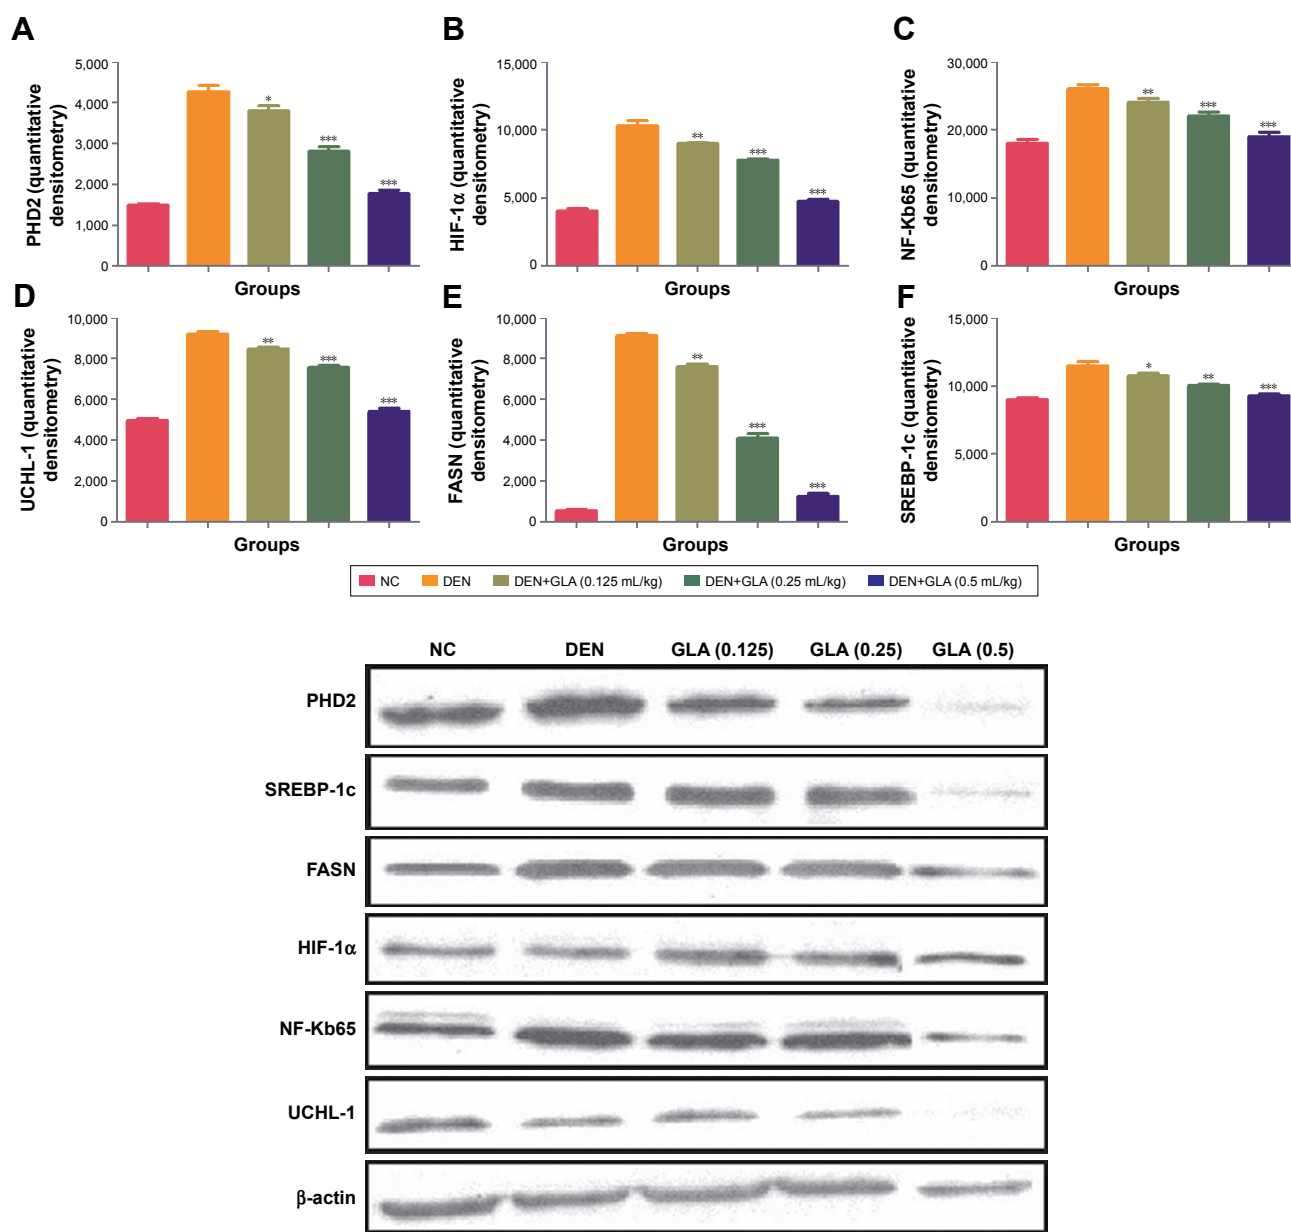 A
PHD2 (quantitative
densitometry)
5,000
4,000
3,000
2,000
1,000
0
*
***
***
Groups
B
HIF-1α (quantitative
densitometry)
15,000
10,000
5,000
0
**
***
***
Groups
C
NF-Kb65 (quantitative
densitometry)
30,000
20,000
10,000
0
**
***
***
Groups
D
UCHL-1 (quantitative
densitometry)
10,000
8,000
6,000
4,000
2,000
0
**
***
***
Groups
E
FASN (quantitative
densitometry)
10,000
8,000
6,000
4,000
2,000
0
**
***
***
Groups
F
SREBP-1c (quantitative
densitometry)
15,000
10,000
5,000
0
*
**
***
Groups
NC DEN DEN+GLA (0.125 mL/kg) DEN+GLA (0.25 mL/kg) DEN+GLA (0.5 mL/kg)
NC DEN GLA (0.125) GLA (0.25) GLA (0.5)
PHD2
SREBP-1c
FASN
HIF-1α
NF-Kb65
UCHL-1
β-actin